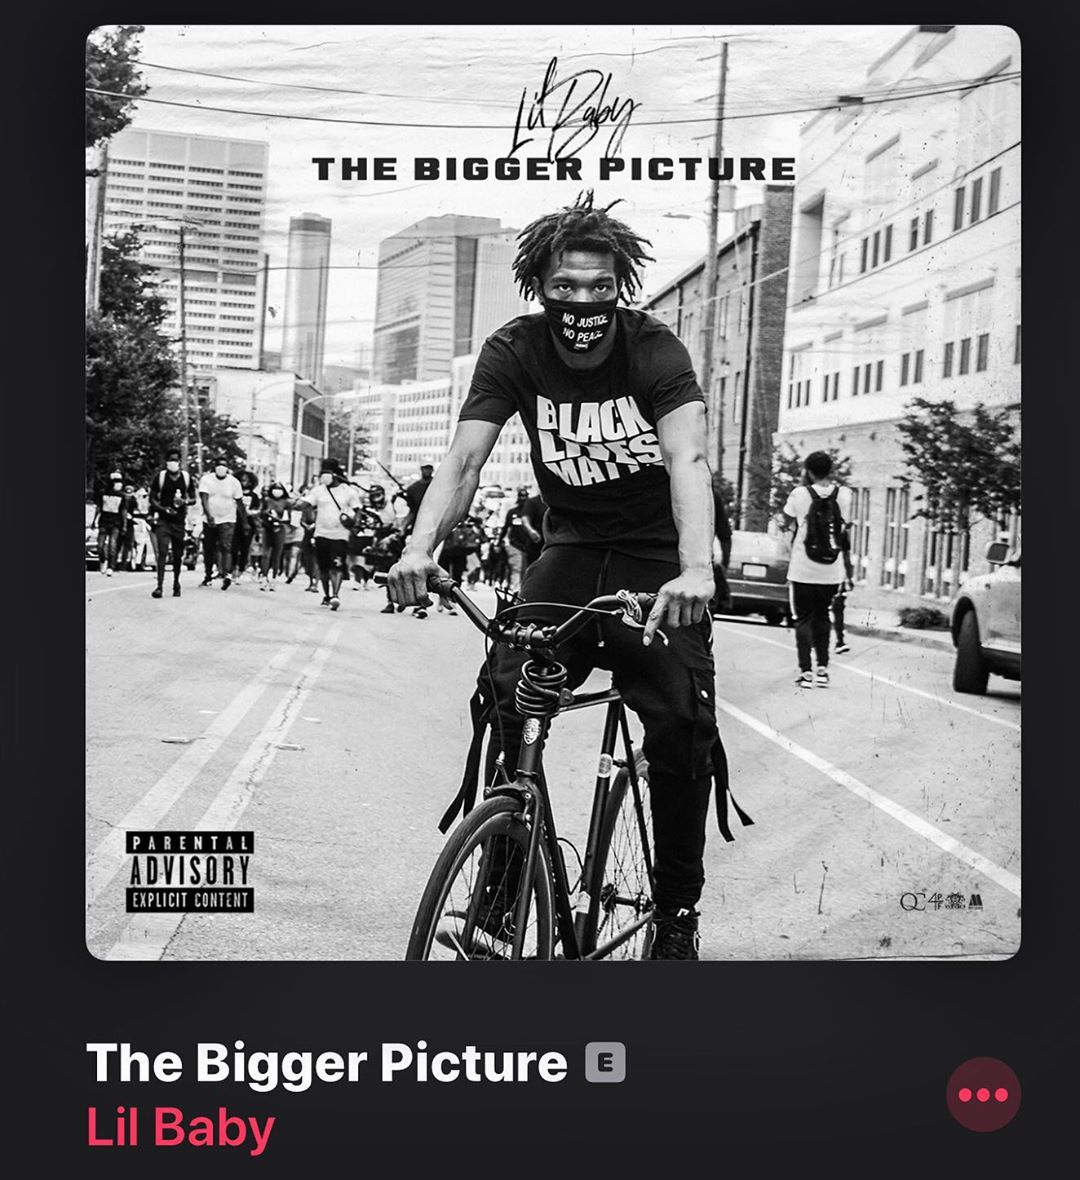 Lil Baby
THE BIGGER PICTURE
NO JUSTICE
NO PEACE
BLACK
LIVES
MATT
PARENTAL
ADVISORY
EXPLICIT CONTENT
QC 4PF
The Bigger Picture E
Lil Baby